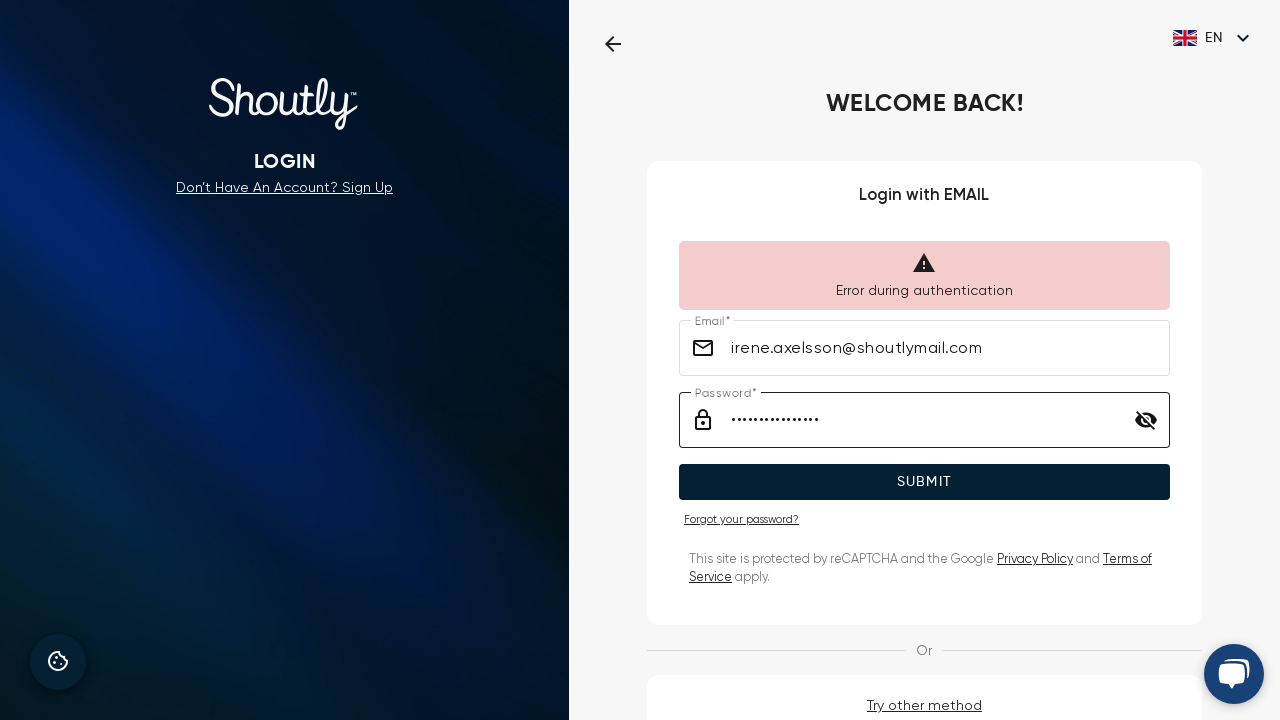 Shoutly™
LOGIN
Don't Have An Account? Sign Up
EN
WELCOME BACK!
Login with EMAIL
Error during authentication
Email*
irene.axelsson@shoutlymail.com
Password*
••••••••••••••••
SUBMIT
Forgot your password?
This site is protected by reCAPTCHA and the Google Privacy Policy and Terms of
Service apply.
Or
Try other method